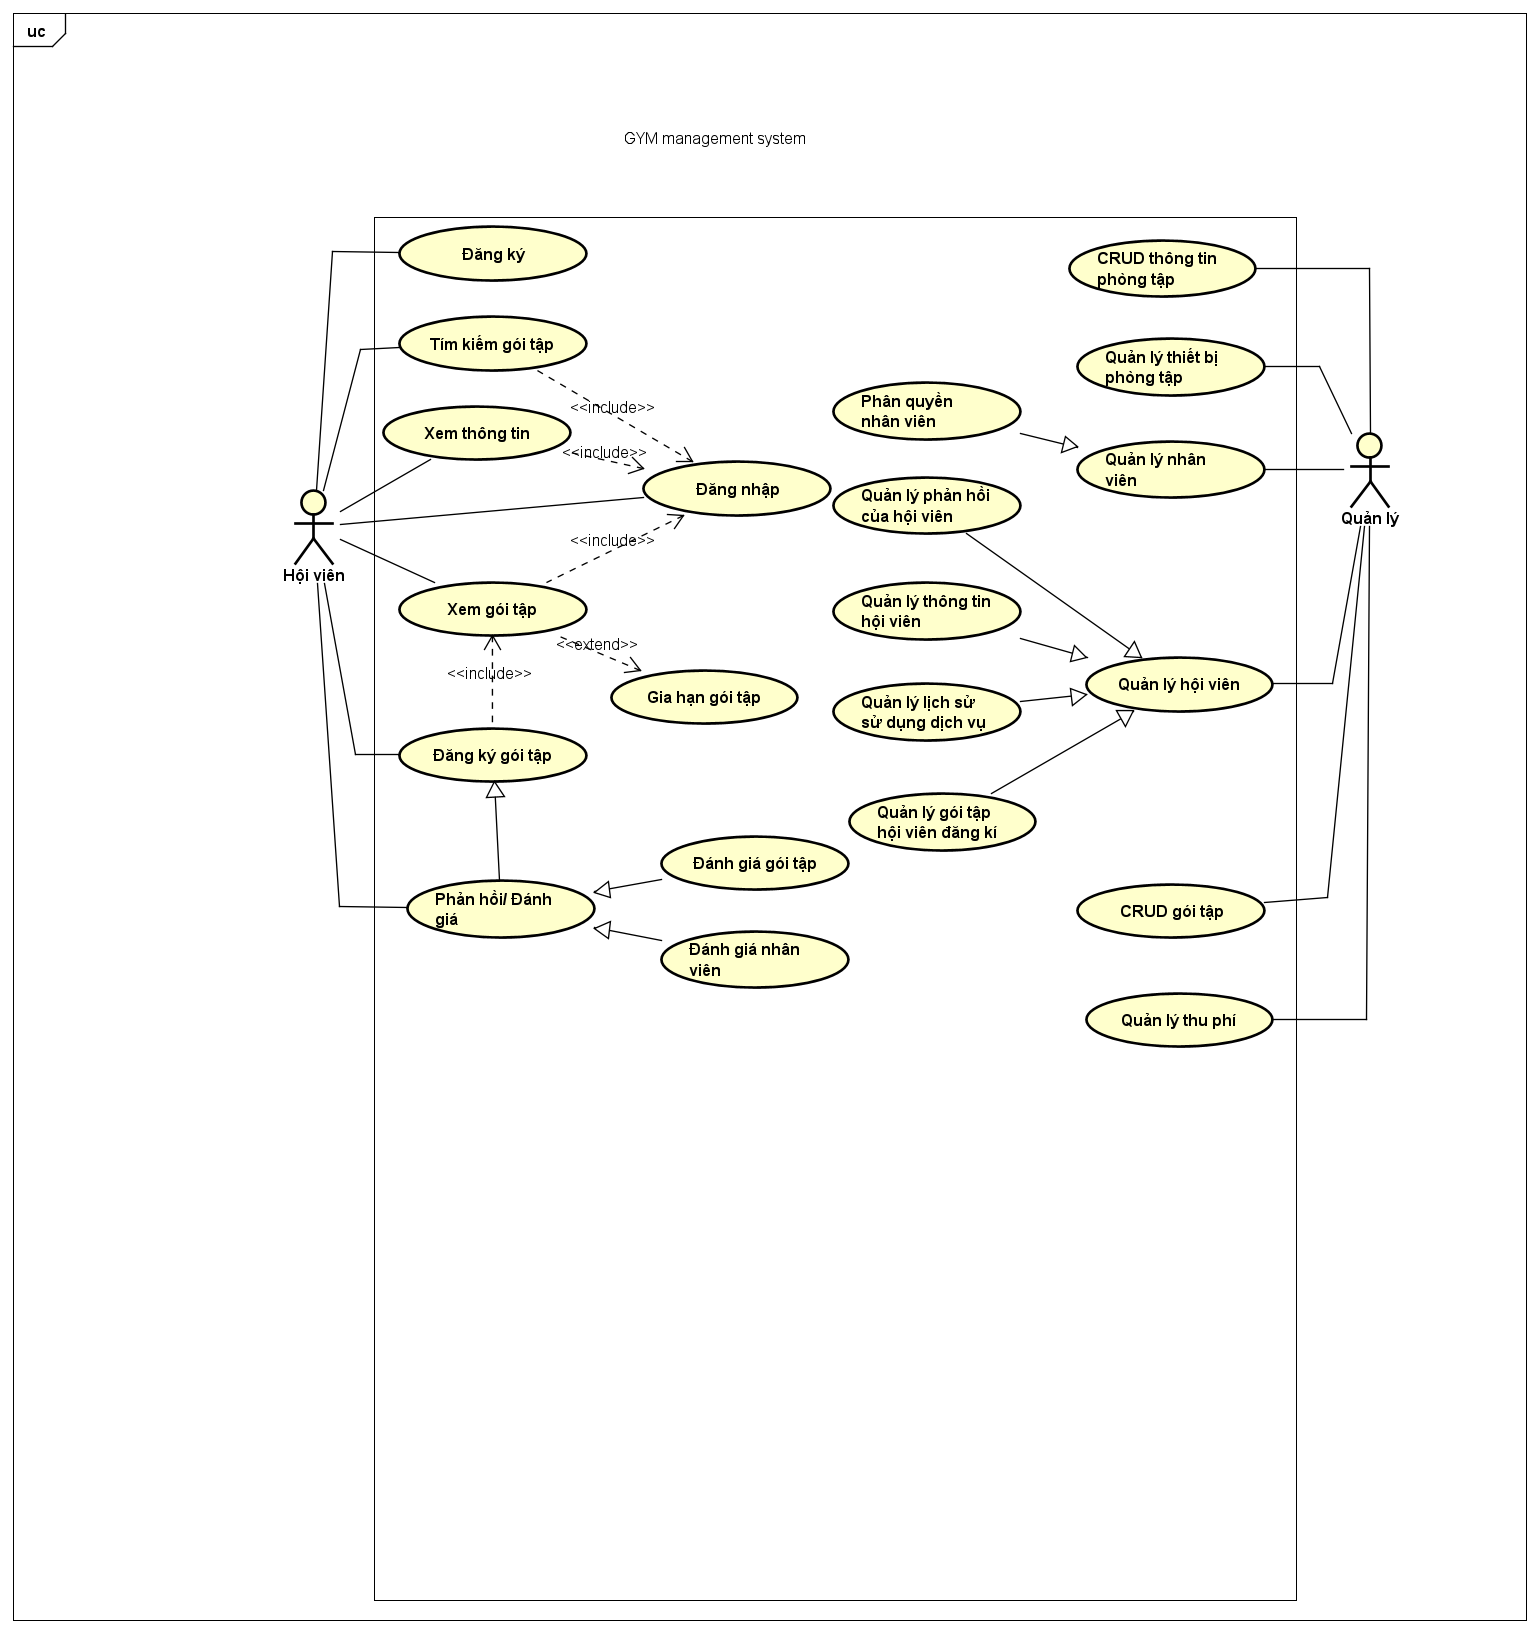 uc
GYM management system
Đăng ký
CRUD thông tin
phòng tập
Tím kiếm gói tập
Quản lý thiết bị
phòng tập
Phân quyền
nhân viên
<<include>>
Xem thông tin
<<include>>
Quản lý nhân
viên
Đăng nhập
Quản lý phản hồi
của hội viên
Quản lý
<<include>>
Hội viên
Xem gói tập
Quản lý thông tin
hội viên
<<extend>>
<<include>>
Gia hạn gói tập
Quản lý hội viên
Quản lý lịch sử
sử dụng dịch vụ
Đăng ký gói tập
Quản lý gói tập
hội viên đăng kí
Đánh giá gói tập
Phản hồi/ Đánh
giá
CRUD gói tập
Đánh giá nhân
viên
Quản lý thu phí